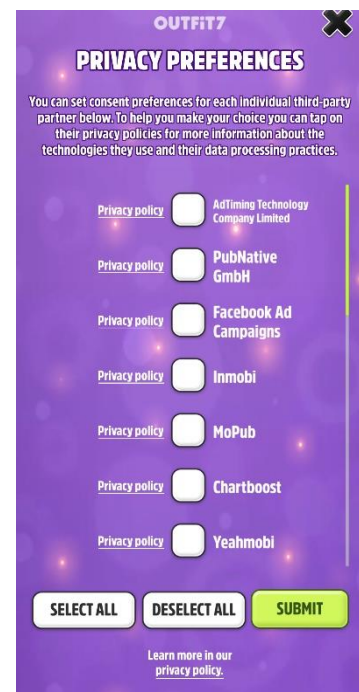 OUTFIT7
PRIVACY PREFERENCES
You can set consent preferences for each individual third-party
partner below. To help you make your choice you can tap on
their privacy policies for more information about the
technologies they use and their data processing practices.
Privacy policy AdTiming Technology
Company Limited
Privacy policy PubNative
GmbH
Privacy policy Facebook Ad
Campaigns
Privacy policy Inmobi
Privacy policy MoPub
Privacy policy Chartboost
Privacy policy Yeahmobi
SELECT ALL DESELECT ALL SUBMIT
Learn more in our
privacy policy.